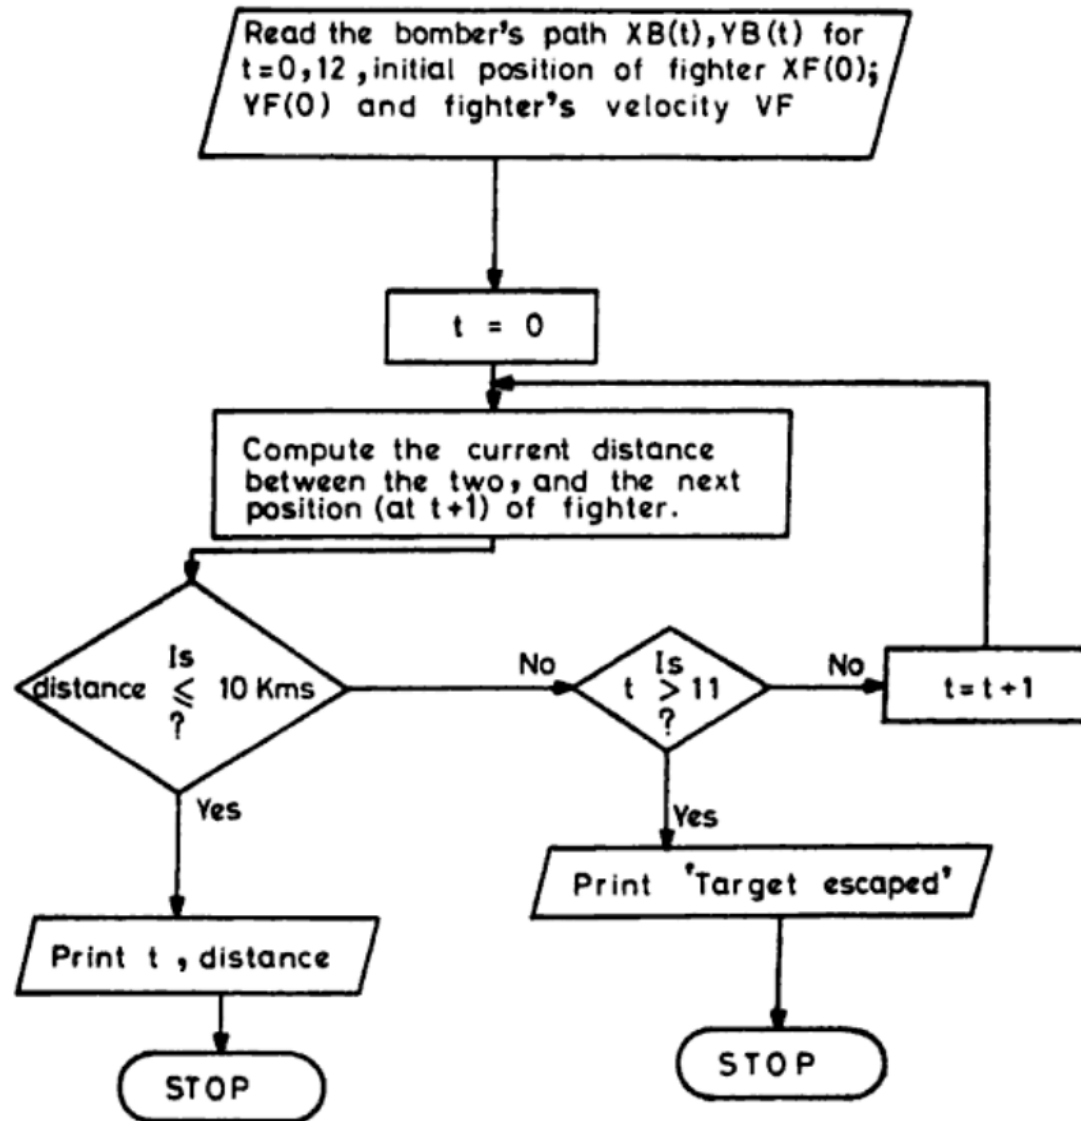 Read the bomber's path XB(t), YB(t) for
t=0,12, initial position of fighter XF(0);
YF(0) and fighter's velocity VF
t = 0
Compute the current distance
between the two, and the next
position (at t+1) of fighter.
Is
distance ≤ 10 Kms
?
No
Is
t > 11
?
No
t = t + 1
Yes
Yes
Print 'Target escaped'
Print t, distance
STOP
STOP